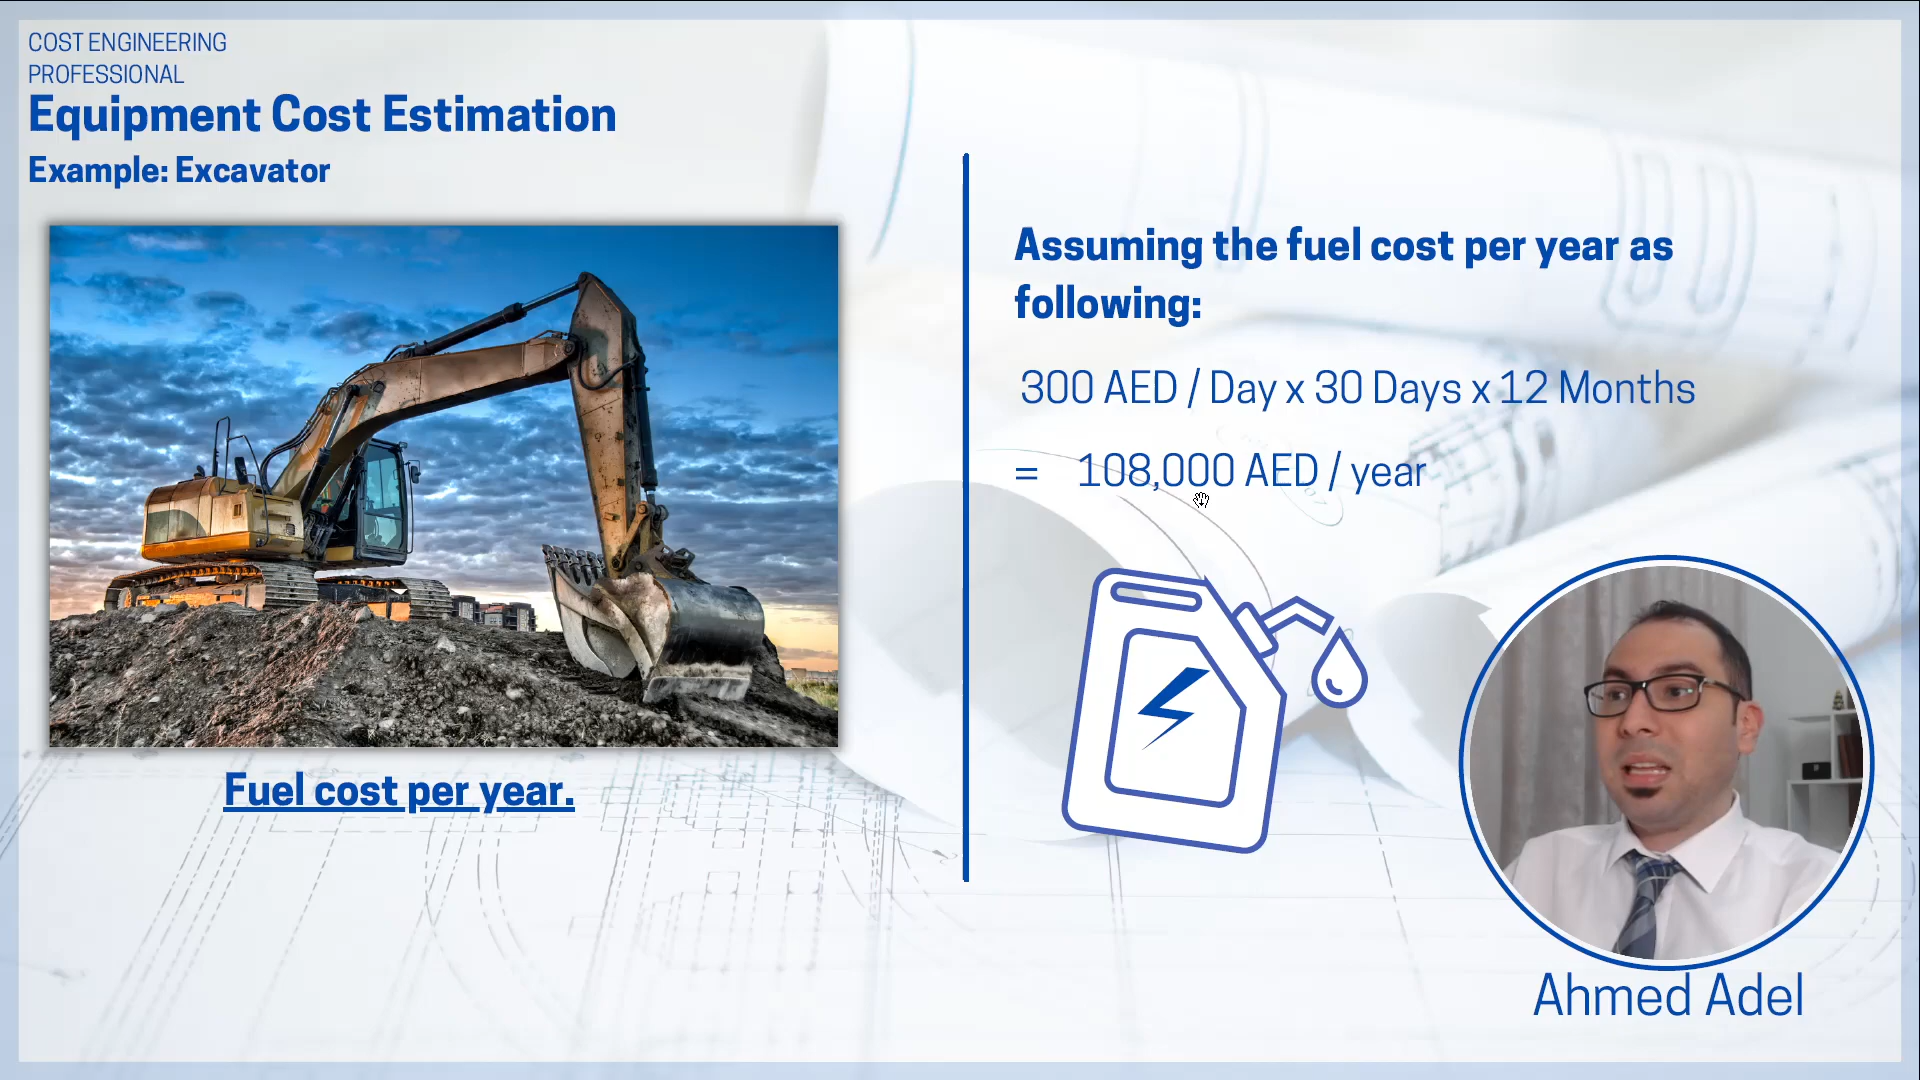 COST ENGINEERING
PROFESSIONAL
Equipment Cost Estimation
Example: Excavator
Fuel cost per year.
Assuming the fuel cost per year as
following:
300 AED / Day x 30 Days x 12 Months
= 108,000 AED / year
Ahmed Adel